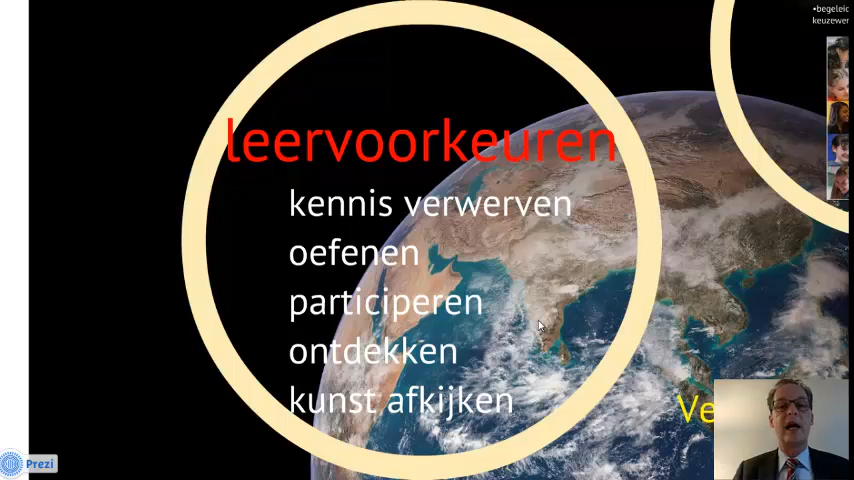 •begeleid
keuzewer
leervoorkeuren
kennis verwerven
oefenen
participeren
ontdekken
kunst afkijken
Ve
Prezi